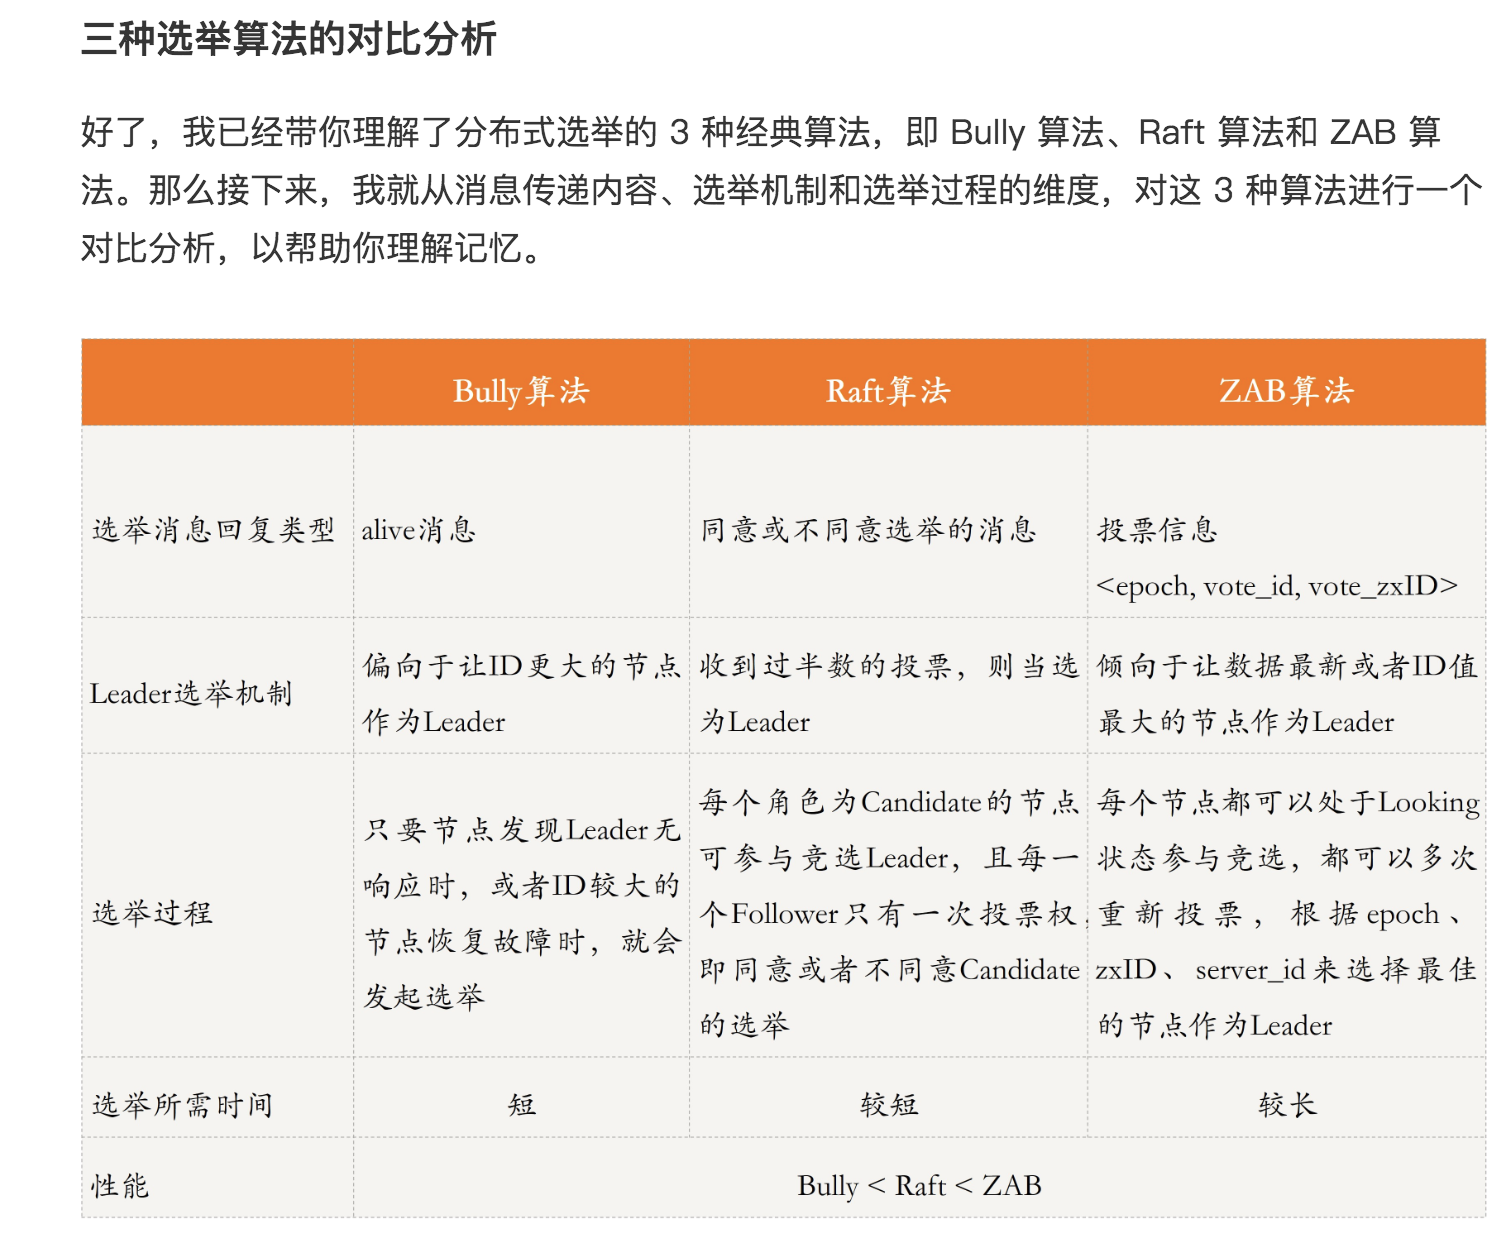 三种选举算法的对比分析
好了，我已经带你理解了分布式选举的 3 种经典算法，即 Bully 算法、Raft 算法和 ZAB 算
法。那么接下来，我就从消息传递内容、选举机制和选举过程的维度，对这 3 种算法进行一个
对比分析，以帮助你理解记忆。
Bully算法 Raft算法 ZAB算法
选举消息回复类型 alive消息 同意或不同意选举的消息 投票信息
<epoch, vote_id, vote_zxID>
Leader选举机制
偏向于让ID更大的节点
作为Leader
收到过半数的投票，则当选
为Leader
倾向于让数据最新或者ID值
最大的节点作为Leader
选举过程
只要节点发现Leader无
响应时，或者ID较大的
节点恢复故障时，就会
发起选举
每个角色为Candidate的节点
可参与竞选Leader，且每一
个Follower只有一次投票权，
即同意或者不同意Candidate
的选举
每个节点都可以处于Looking
状态参与竞选，都可以多次
重新投票，根据epoch、
zxID、server_id来选择最佳
的节点作为Leader
选举所需时间 短 较短 较长
性能 Bully < Raft < ZAB